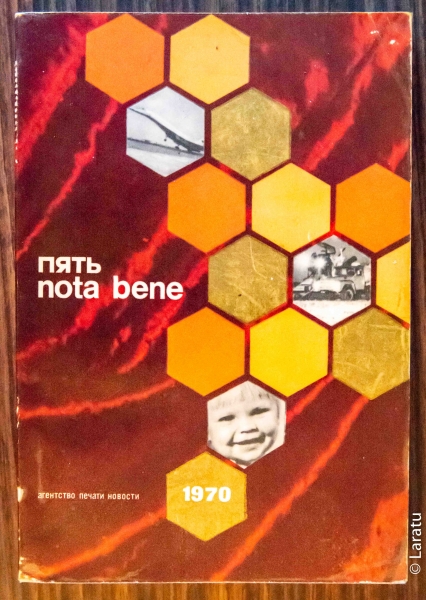 пять
nota bene
агентство печати новости
1970
© Laratu